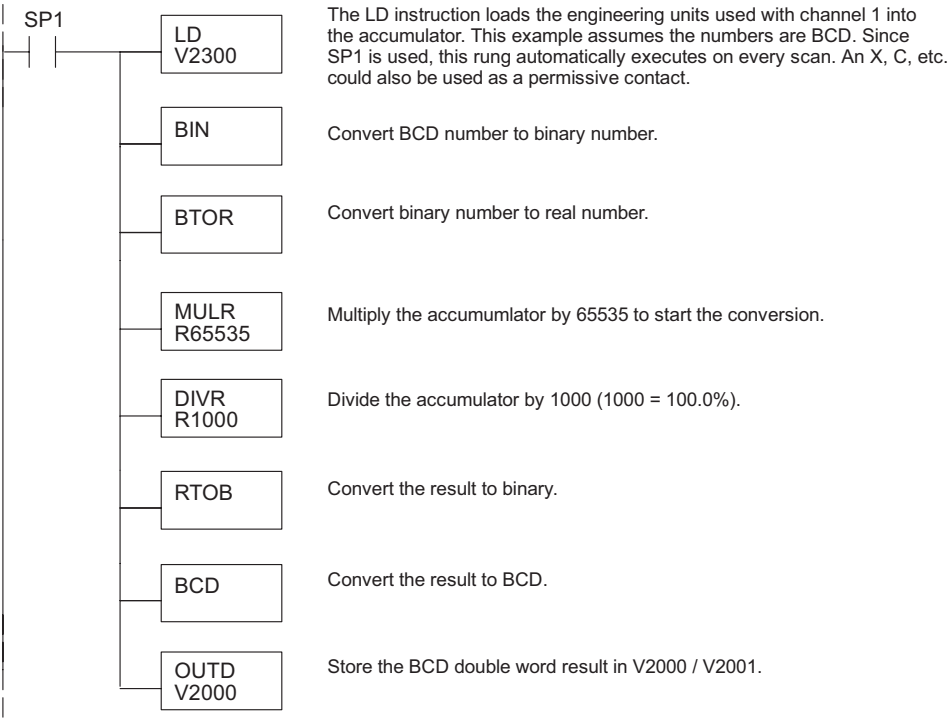 SP1
LD
V2300
The LD instruction loads the engineering units used with channel 1 into
the accumulator. This example assumes the numbers are BCD. Since
SP1 is used, this rung automatically executes on every scan. An X, C, etc.
could also be used as a permissive contact.
BIN
Convert BCD number to binary number.
BTOR
Convert binary number to real number.
MULR
R65535
Multiply the accumumlator by 65535 to start the conversion.
DIVR
R1000
Divide the accumulator by 1000 (1000 = 100.0%).
RTOB
Convert the result to binary.
BCD
Convert the result to BCD.
OUTD
V2000
Store the BCD double word result in V2000 / V2001.